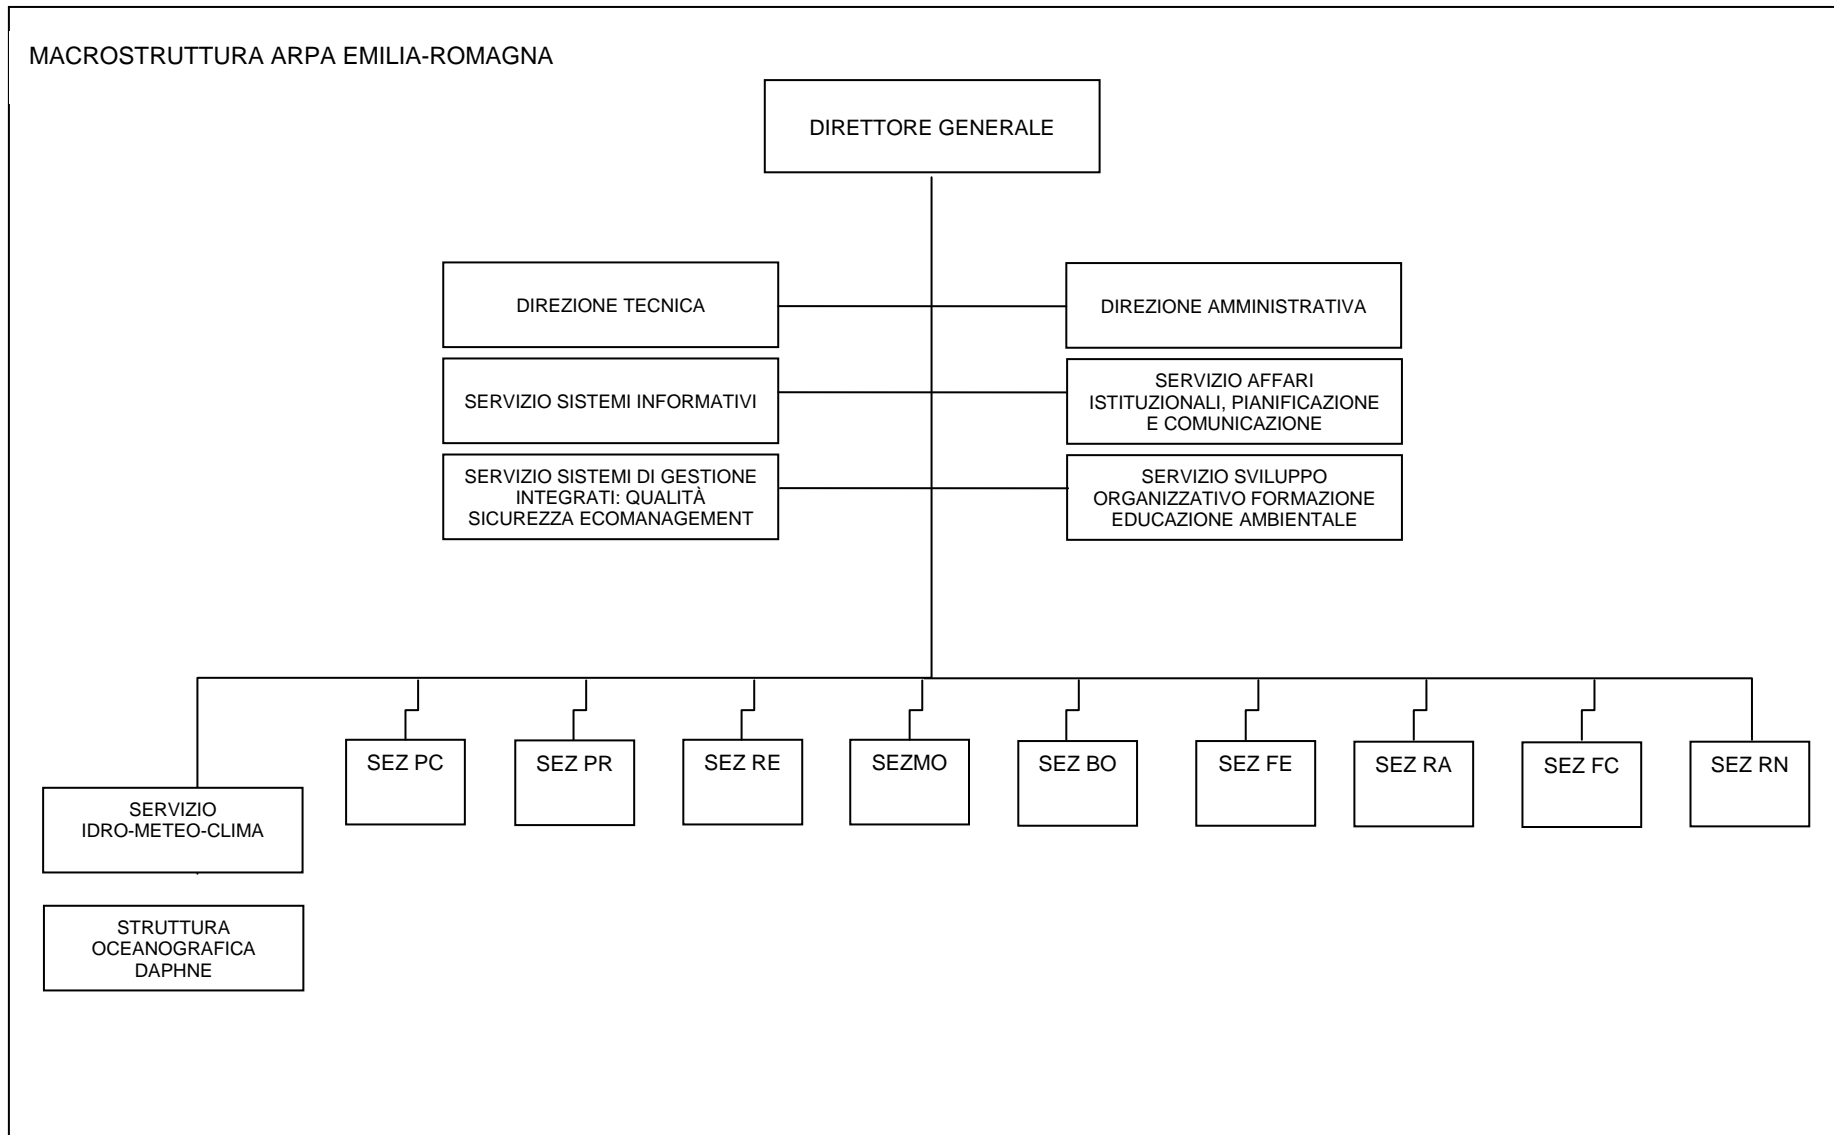 MACROSTRUTTURA ARPA EMILIA-ROMAGNA
DIRETTORE GENERALE
DIREZIONE TECNICA
DIREZIONE AMMINISTRATIVA
SERVIZIO SISTEMI INFORMATIVI
SERVIZIO AFFARI
ISTITUZIONALI, PIANIFICAZIONE
E COMUNICAZIONE
SERVIZIO SISTEMI DI GESTIONE
INTEGRATI: QUALITÀ
SICUREZZA ECOMANAGEMENT
SERVIZIO SVILUPPO
ORGANIZZATIVO FORMAZIONE
EDUCAZIONE AMBIENTALE
SEZ PC
SEZ PR
SEZ RE
SEZMO
SEZ BO
SEZ FE
SEZ RA
SEZ FC
SEZ RN
SERVIZIO
IDRO-METEO-CLIMA
STRUTTURA
OCEANOGRAFICA
DAPHNE